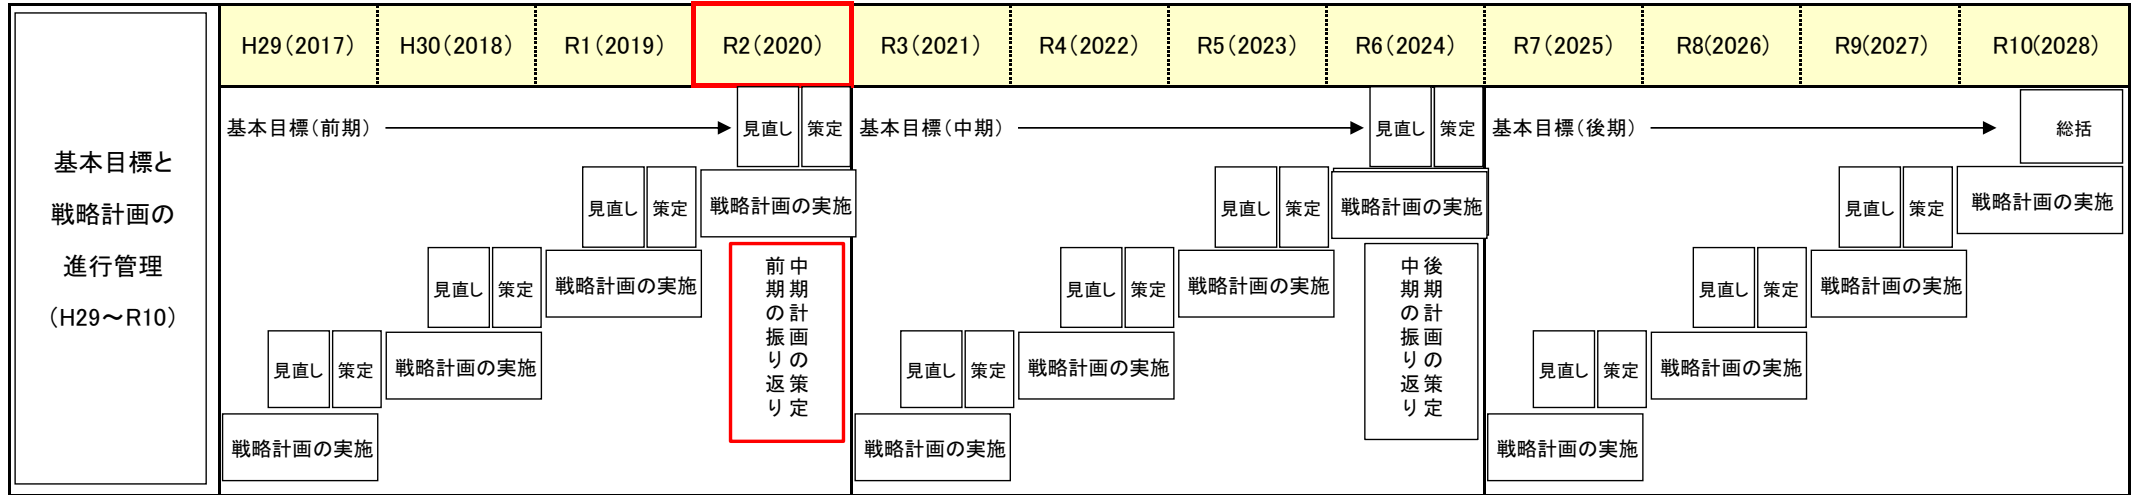 基本目標と
戦略計画の
進行管理
(H29～R10)
H29(2017)
H30(2018)
R1(2019)
R2(2020)
R3(2021)
R4(2022)
R5(2023)
R6(2024)
R7(2025)
R8(2026)
R9(2027)
R10(2028)
基本目標(前期)
見直し
策定
基本目標(中期)
見直し
策定
基本目標(後期)
総括
見直し
策定
戦略計画の実施
見直し
策定
戦略計画の実施
見直し
策定
戦略計画の実施
見直し
策定
戦略計画の実施
中期計画の策定
前期の振り返り
見直し
策定
戦略計画の実施
後期計画の策定
中期の振り返り
見直し
策定
戦略計画の実施
見直し
策定
戦略計画の実施
見直し
策定
戦略計画の実施
見直し
策定
戦略計画の実施
戦略計画の実施
戦略計画の実施
戦略計画の実施